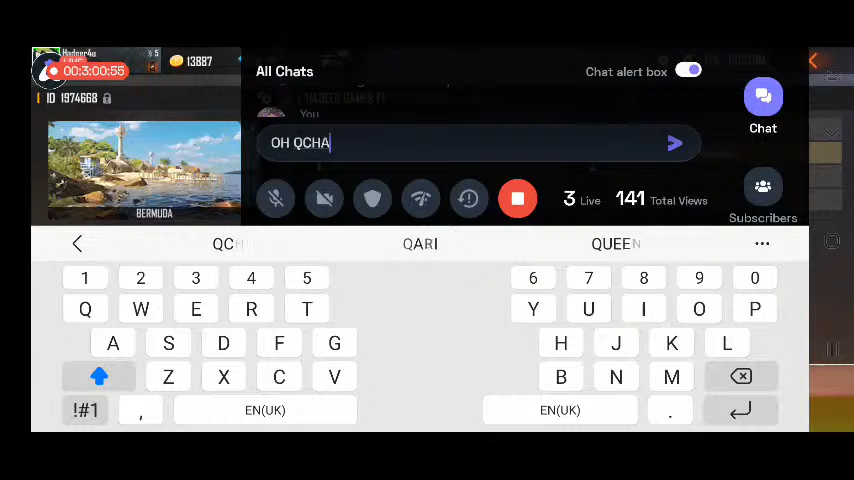 Hadeer4u
LIVE
5
13887
00:3:00:55
ID 1974668
BERMUDA
All Chats
Chat alert box
You
OH QCHA
Chat
3 Live 141 Total Views
Subscribers
QCH QARI QUEEN ...
1 2 3 4 5 6 7 8 9 0
Q W E R T Y U I O P
A S D F G H J K L
Z X C V B N M
!#1 , EN(UK) EN(UK) .